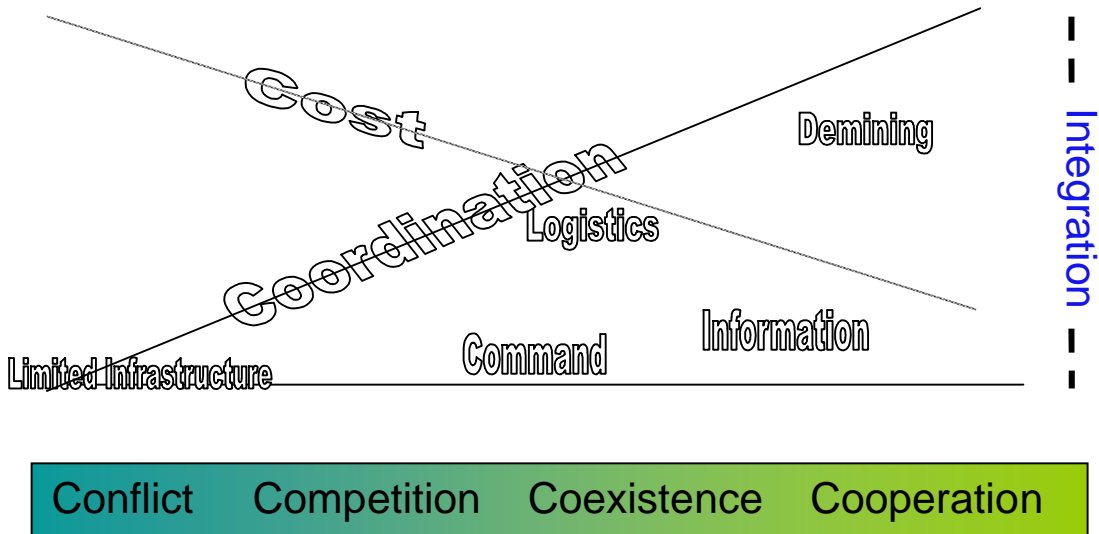 Cost
Demining
Integration
Coordination
Logistics
Information
Command
Limited Infrastructure
Conflict Competition Coexistence Cooperation